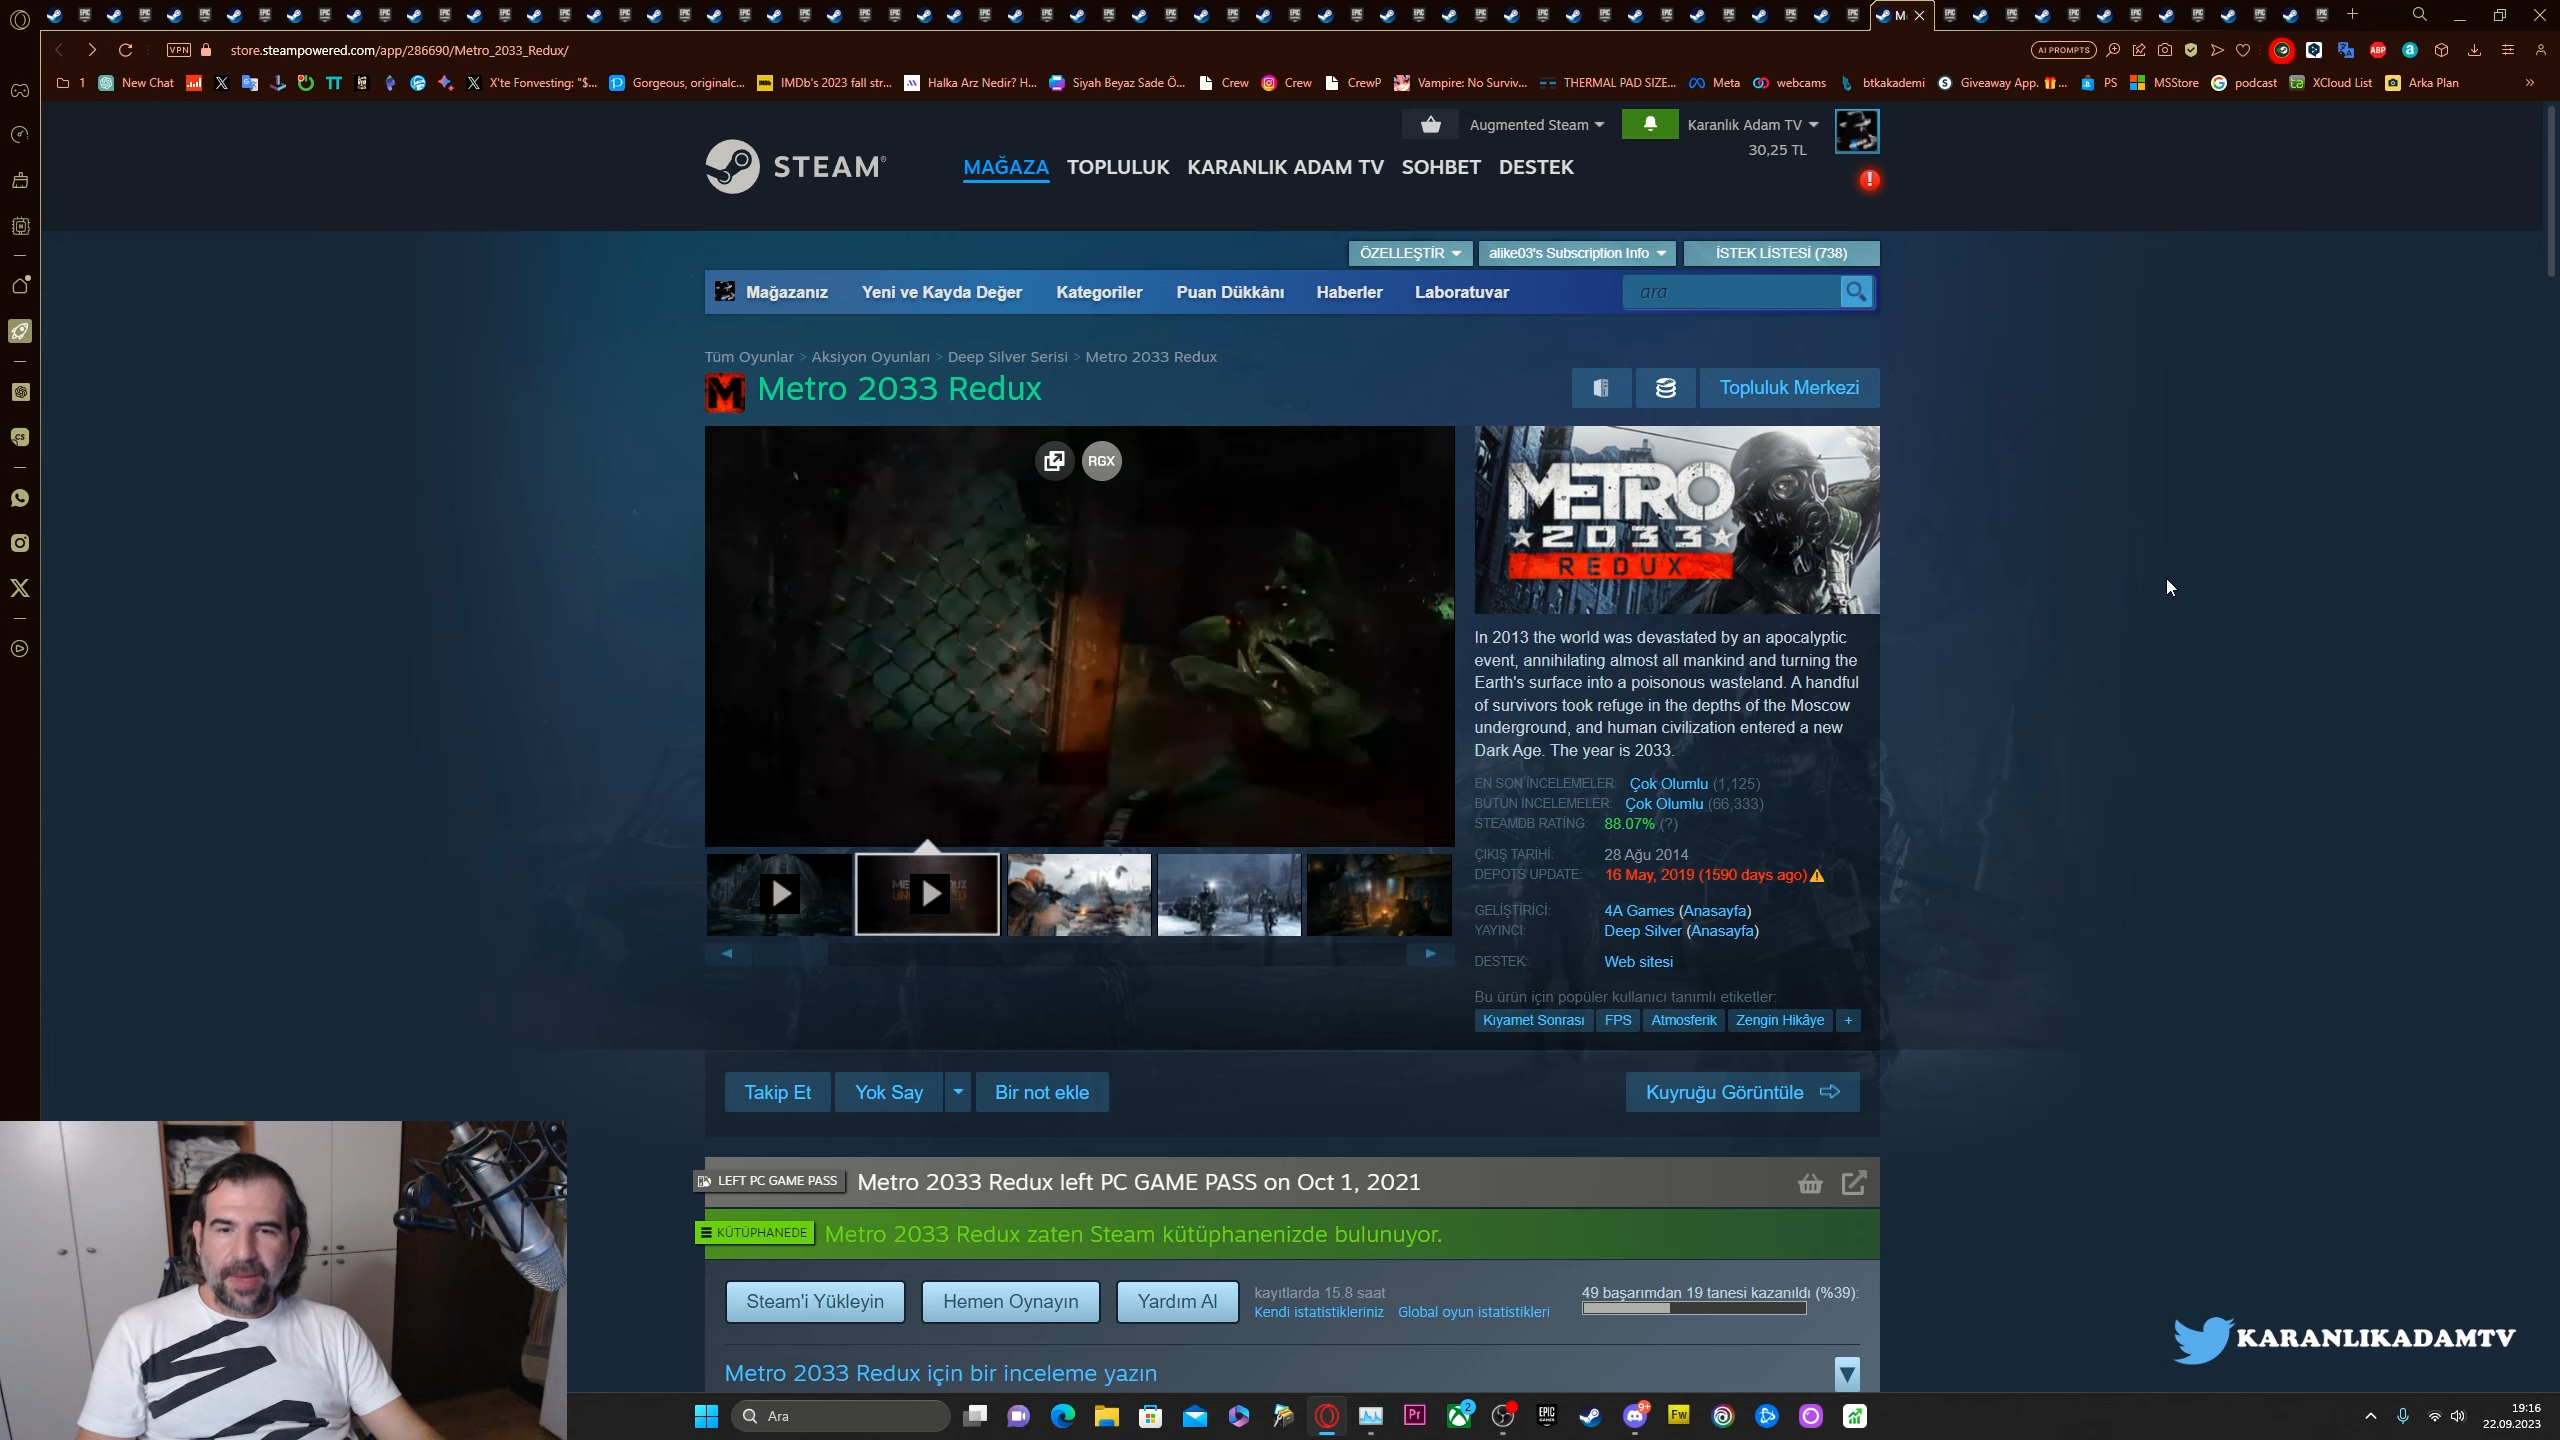 M
VPN
store.steampowered.com/app/286690/Metro_2033_Redux/
AI PROMPTS
ABP
1
New Chat
TT
X'te Fonvesting: "$...
Gorgeous, originalc...
IMDb's 2023 fall str...
Halka Arz Nedir? H...
Siyah Beyaz Sade Ö...
Crew
Crew
CrewP
Vampire: No Surviv...
THERMAL PAD SIZE...
Meta
webcams
btkakademi
Giveaway App. ...
PS
MSStore
podcast
XCloud List
Arka Plan
»
Augmented Steam
Karanlık Adam TV
30,25 TL
STEAM®
MAĞAZA
TOPLULUK
KARANLIK ADAM TV
SOHBET
DESTEK
ÖZELLEŞTİR
alike03's Subscription Info
İSTEK LİSTESİ (738)
Mağazanız
Yeni ve Kayda Değer
Kategoriler
Puan Dükkânı
Haberler
Laboratuvar
ara
Tüm Oyunlar > Aksiyon Oyunları > Deep Silver Serisi > Metro 2033 Redux
M
Metro 2033 Redux
Topluluk Merkezi
RGX
METRO
2033
REDUX
In 2013 the world was devastated by an apocalyptic
event, annihilating almost all mankind and turning the
Earth's surface into a poisonous wasteland. A handful
of survivors took refuge in the depths of the Moscow
underground, and human civilization entered a new
Dark Age. The year is 2033.
EN SON İNCELEMELER: Çok Olumlu (1,125)
BÜTÜN İNCELEMELER: Çok Olumlu (66,333)
STEAMDB RATİNG: 88.07% (?)
ÇIKIŞ TARİHİ: 28 Ağu 2014
DEPOTS UPDATE: 16 May, 2019 (1590 days ago)
GELİŞTİRİCİ: 4A Games (Anasayfa)
YAYINCI: Deep Silver (Anasayfa)
DESTEK: Web sitesi
Bu ürün için popüler kullanıcı tanımlı etiketler:
Kıyamet Sonrası
FPS
Atmosferik
Zengin Hikâye
+
Takip Et
Yok Say
Bir not ekle
Kuyruğu Görüntüle
LEFT PC GAME PASS
Metro 2033 Redux left PC GAME PASS on Oct 1, 2021
KÜTÜPHANEDE
Metro 2033 Redux zaten Steam kütüphanenizde bulunuyor.
Steam'i Yükleyin
Hemen Oynayın
Yardım Al
kayıtlarda 15.8 saat
Kendi istatistikleriniz
Global oyun istatistikleri
49 başarımdan 19 tanesi kazanıldı (%39):
Metro 2033 Redux için bir inceleme yazın
KARANLIKADAMTV
Ara
Pr
2
EPIC
GAMES
9+
Fw
19:16
22.09.2023